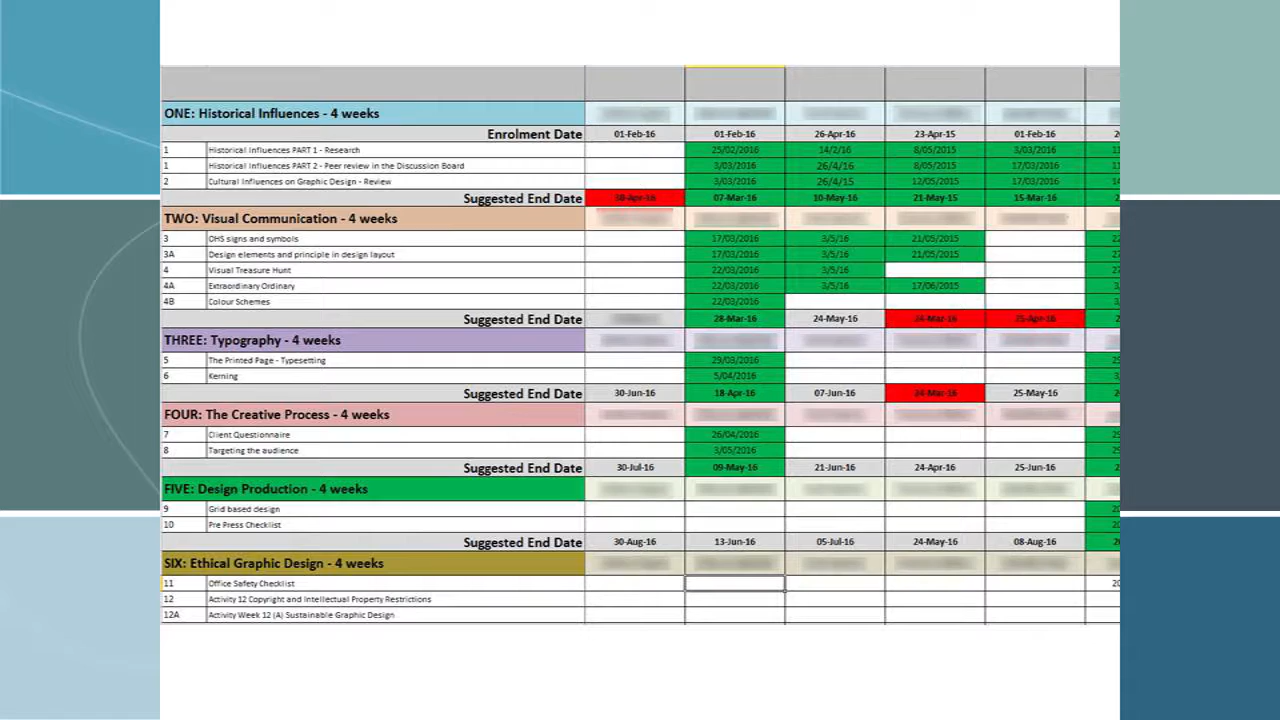 ONE: Historical Influences - 4 weeks
Enrolment Date 01-Feb-16 01-Feb-16 26-Apr-16 23-Apr-15 01-Feb-16
1 Historical Influences PART 1 - Research 25/02/2016 14/2/16 8/05/2015 3/03/2016
1 Historical Influences PART 2 - Peer review in the Discussion Board 3/03/2016 26/4/16 8/05/2015 17/03/2016
2 Cultural Influences on Graphic Design - Review 3/03/2016 26/4/15 12/05/2015 17/03/2016
Suggested End Date 30-Apr-16 07-Mar-16 10-May-16 21-May-15 15-Mar-16
TWO: Visual Communication - 4 weeks
3 OHS signs and symbols 17/03/2016 3/5/16 21/05/2015
3A Design elements and principle in design layout 17/03/2016 3/5/16 21/05/2015
4 Visual Treasure Hunt 22/03/2016 3/5/16
4A Extraordinary Ordinary 22/03/2016 3/5/16 17/06/2015
4B Colour Schemes 22/03/2016
Suggested End Date 28-Mar-16 24-May-16 24-Mar-16 25-Apr-16
THREE: Typography - 4 weeks
5 The Printed Page - Typesetting 29/03/2016
6 Kerning 5/04/2016
Suggested End Date 30-Jun-16 18-Apr-16 07-Jun-16 24-Mar-16 25-May-16
FOUR: The Creative Process - 4 weeks
7 Client Questionnaire 26/04/2016
8 Targeting the audience 3/05/2016
Suggested End Date 30-Jul-16 09-May-16 21-Jun-16 24-Apr-16 25-Jun-16
FIVE: Design Production - 4 weeks
9 Grid based design
10 Pre Press Checklist
Suggested End Date 30-Aug-16 13-Jun-16 05-Jul-16 24-May-16 08-Aug-16
SIX: Ethical Graphic Design - 4 weeks
11 Office Safety Checklist
12 Activity 12 Copyright and Intellectual Property Restrictions
12A Activity Week 12 (A) Sustainable Graphic Design